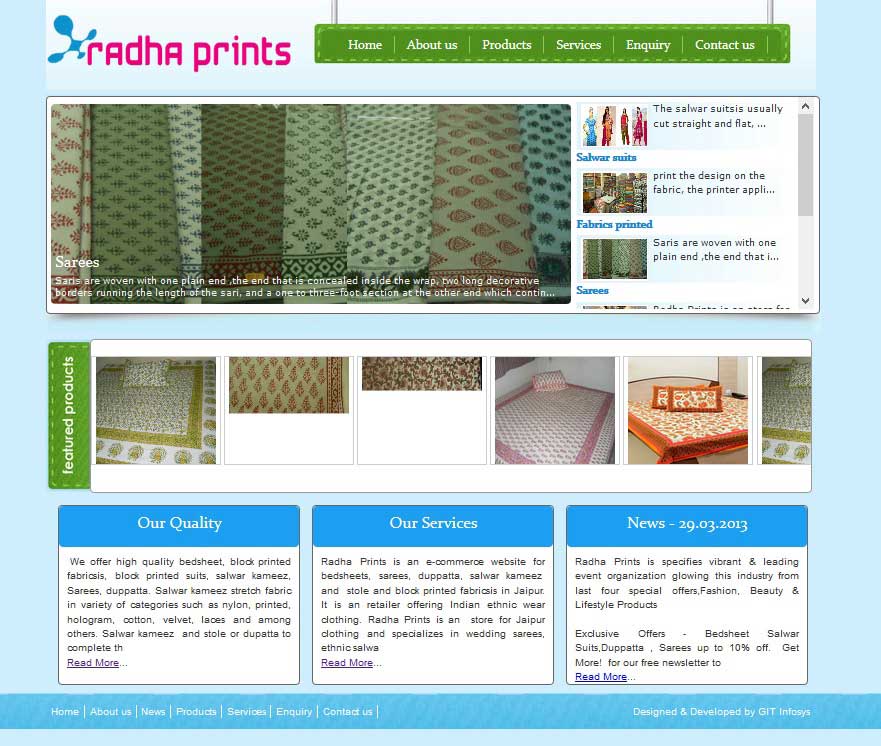 radha prints
Home
About us
Products
Services
Enquiry
Contact us
Sarees
Saris are woven with one plain end ,the end that is concealed inside the wrap, two long decorative
borders running the length of the sari, and a one to three-foot section at the other end which contin...
The salwar suitsis usually
cut straight and flat, ...
Salwar suits
print the design on the
fabric, the printer appli...
Fabrics printed
Saris are woven with one
plain end ,the end that i...
Sarees
Radha Prints is an store for
featured products
Our Quality
We offer high quality bedsheet, block printed
fabricsis, block printed suits, salwar kameez,
Sarees, duppatta. Salwar kameez stretch fabric
in variety of categories such as nylon, printed,
hologram, cotton, velvet, laces and among
others. Salwar kameez and stole or dupatta to
complete th
Read More...
Our Services
Radha Prints is an e-commerce website for
bedsheets, sarees, duppatta, salwar kameez
and stole and block printed fabricsis in Jaipur.
It is an retailer offering Indian ethnic wear
clothing. Radha Prints is an store for Jaipur
clothing and specializes in wedding sarees,
ethnic salwa
Read More...
News - 29.03.2013
Radha Prints is specifies vibrant & leading
event organization glowing this industry from
last four special offers,Fashion, Beauty &
Lifestyle Products
Exclusive Offers - Bedsheet Salwar
Suits,Duppatta , Sarees up to 10% off. Get
More! for our free newsletter to
Read More...
Home
About us
News
Products
Services
Enquiry
Contact us
Designed & Developed by GIT Infosys